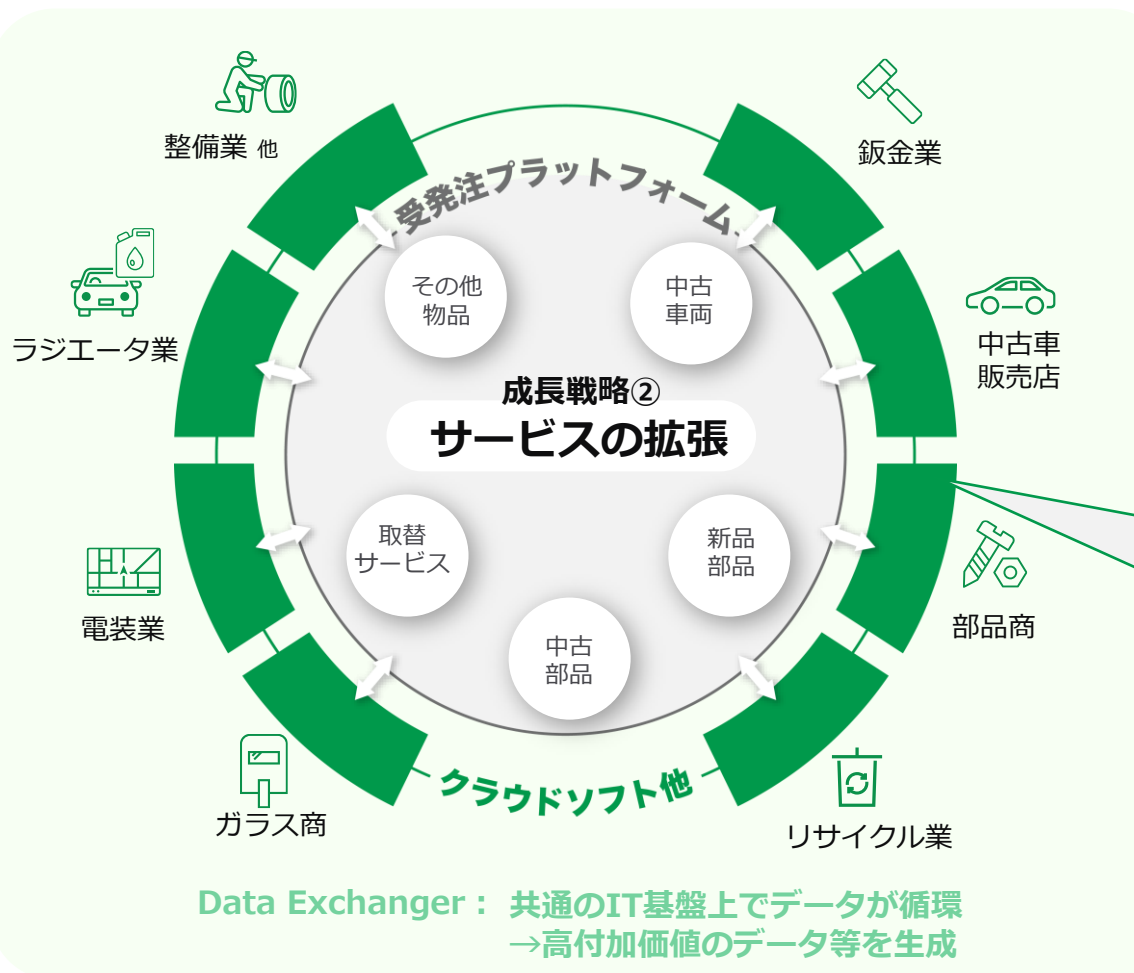 整備業 他
鈑金業
受発注プラットフォーム
ラジエータ業
その他
物品
中古
車両
中古車
販売店
成長戦略②
サービスの拡張
取替
サービス
新品
部品
電装業
部品商
中古
部品
クラウドソフト他
ガラス商
リサイクル業
Data Exchanger： 共通のIT基盤上でデータが循環
→高付加価値のデータ等を生成